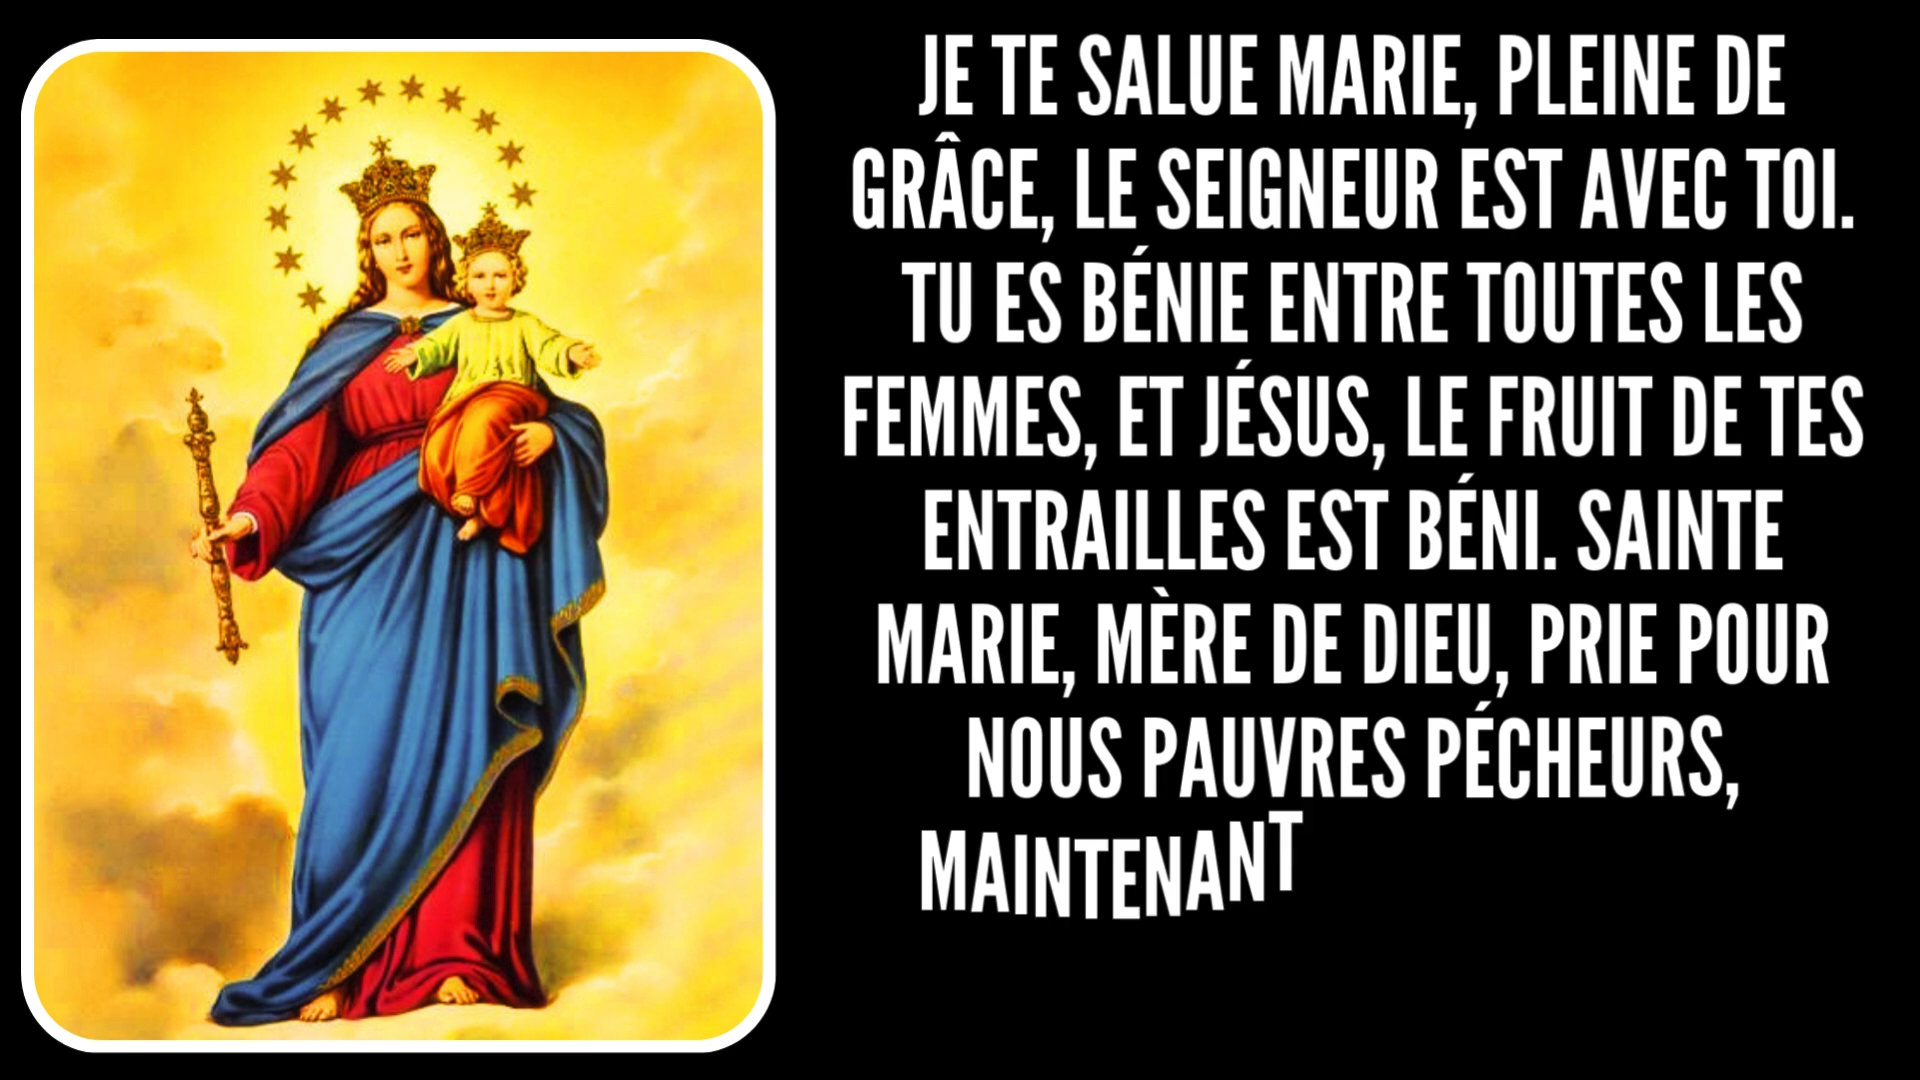 JE TE SALUE MARIE, PLEINE DE
GRÂCE, LE SEIGNEUR EST AVEC TOI.
TU ES BÉNIE ENTRE TOUTES LES
FEMMES, ET JÉSUS, LE FRUIT DE TES
ENTRAILLES EST BÉNI. SAINTE
MARIE, MÈRE DE DIEU, PRIE POUR
NOUS PAUVRES PÉCHEURS,
MAINTENANT